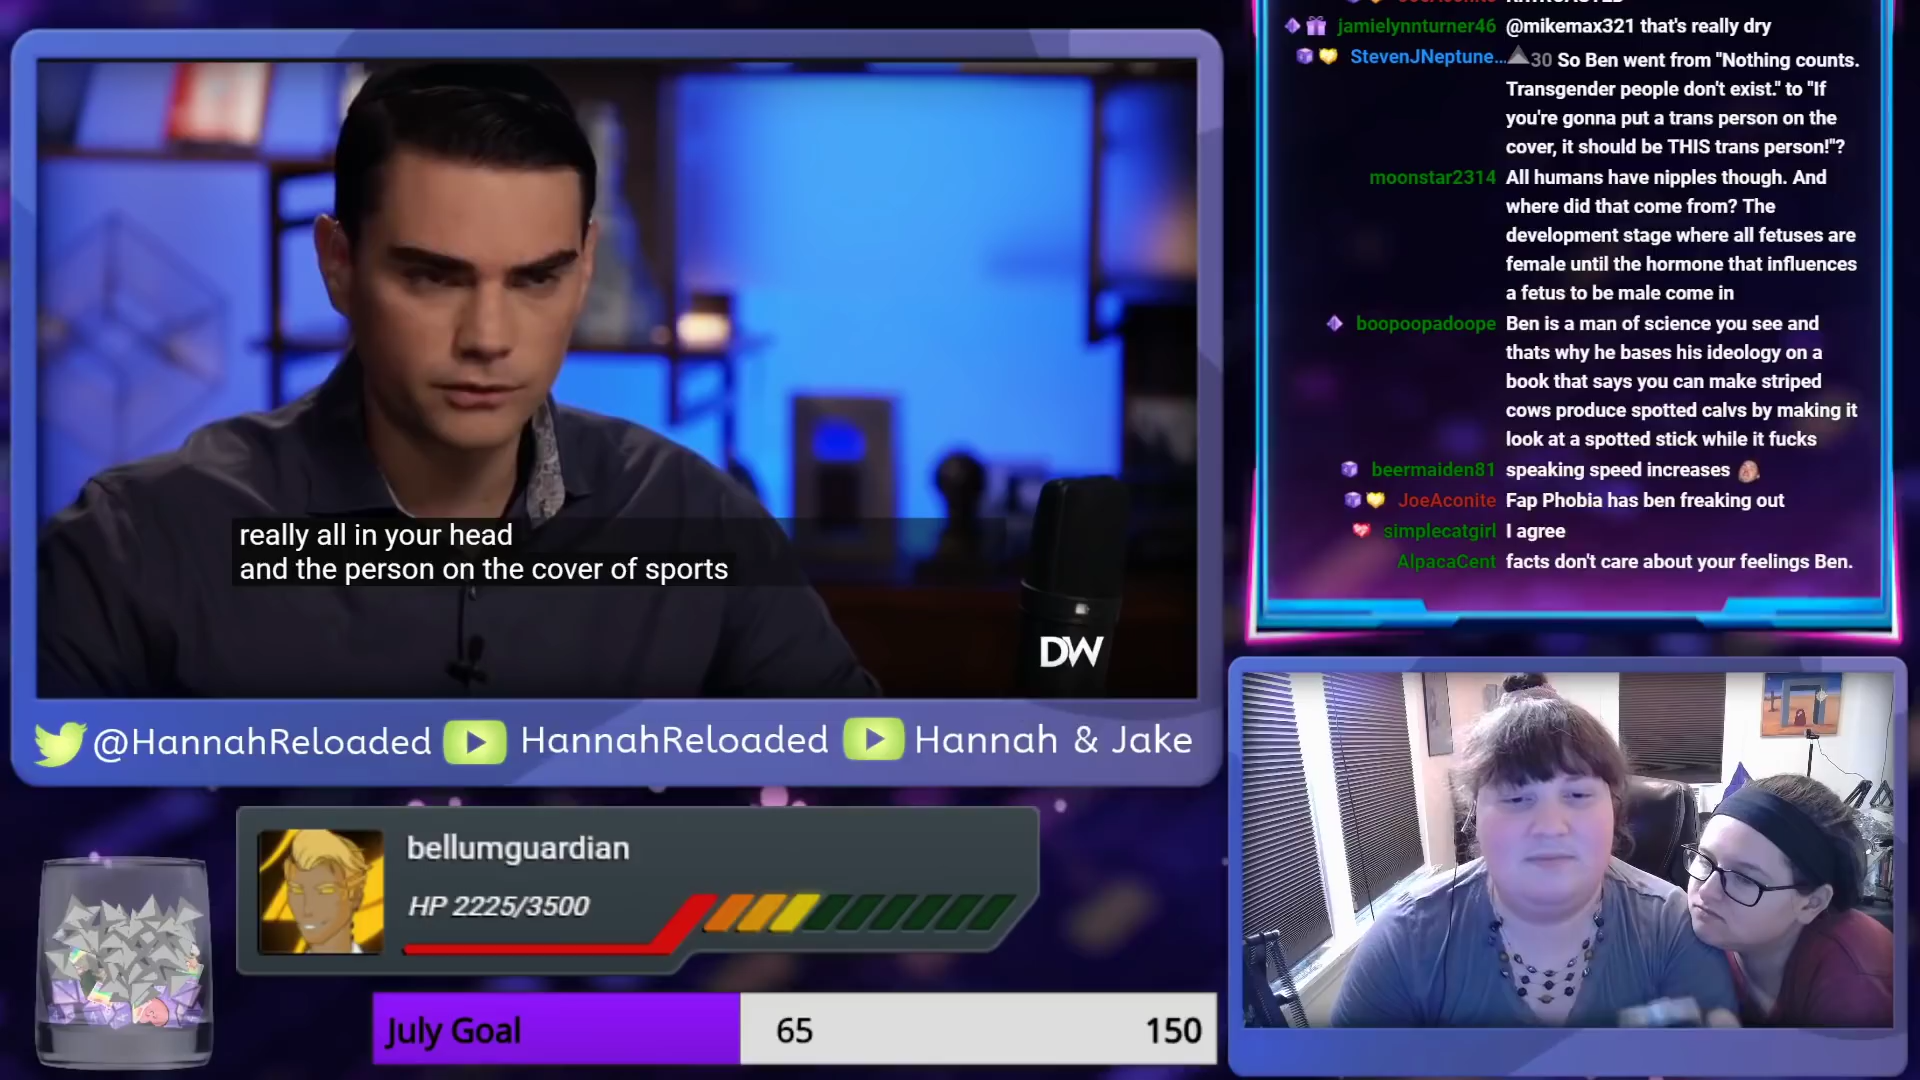 jamielynnturner46 @mikemax321 that's really dry
StevenJNeptune... 30 So Ben went from "Nothing counts.
Transgender people don't exist." to "If
you're gonna put a trans person on the
cover, it should be THIS trans person!"?
moonstar2314 All humans have nipples though. And
where did that come from? The
development stage where all fetuses are
female until the hormone that influences
a fetus to be male come in
boopoopadoope Ben is a man of science you see and
thats why he bases his ideology on a
book that says you can make striped
cows produce spotted calvs by making it
look at a spotted stick while it fucks
beermaiden81 speaking speed increases
JoeAconite Fap Phobia has ben freaking out
simplecatgirl I agree
AlpacaCent facts don't care about your feelings Ben.
really all in your head
and the person on the cover of sports
DW
@HannahReloaded HannahReloaded Hannah & Jake
bellumguardian
HP 2225/3500
July Goal 65 150